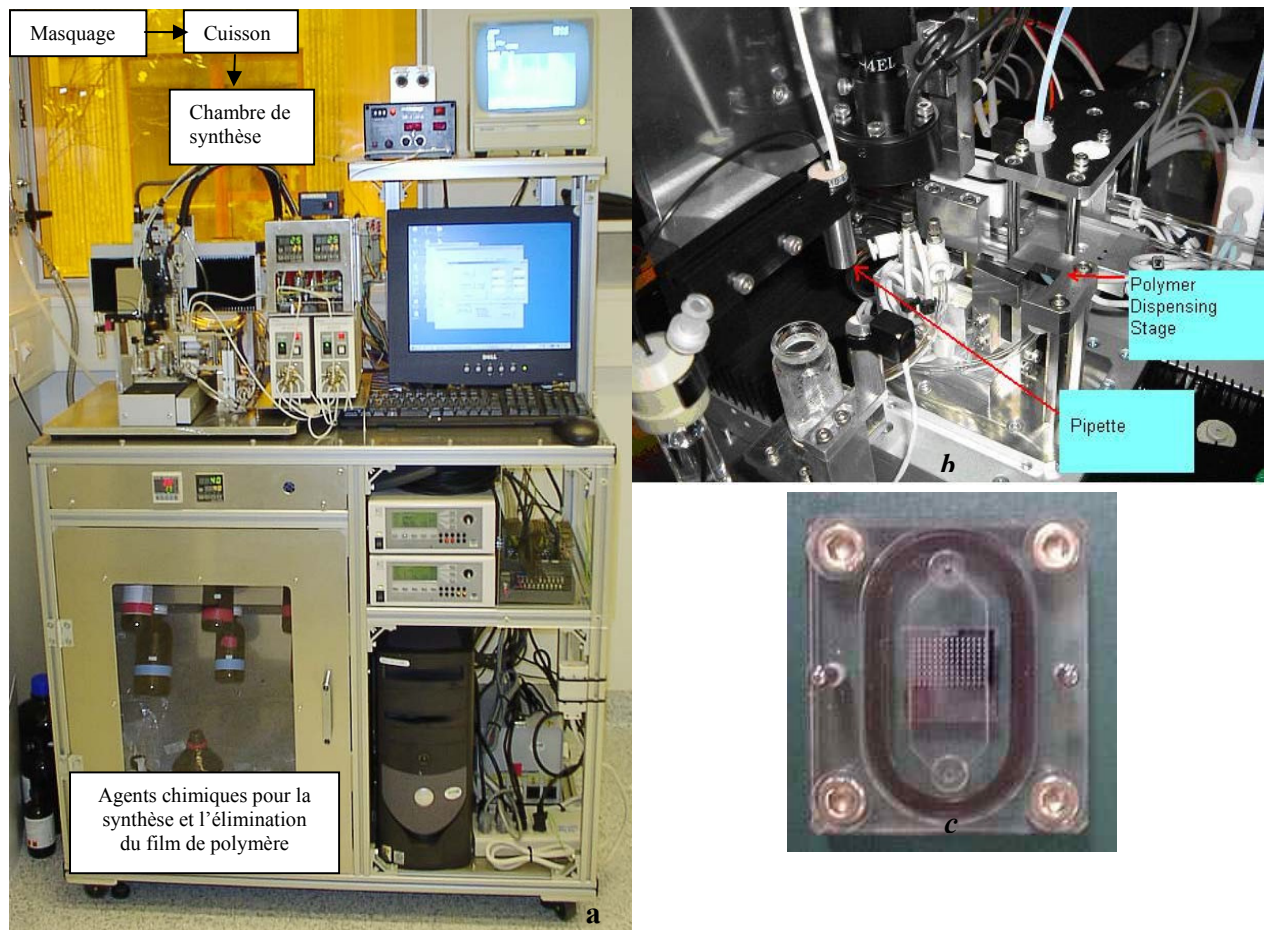 Masquage
Cuisson
Chambre de
synthèse
DELL
Agents chimiques pour la
synthèse et l'élimination
du film de polymère
a
Polymer
Dispensing
Stage
Pipette
b
c